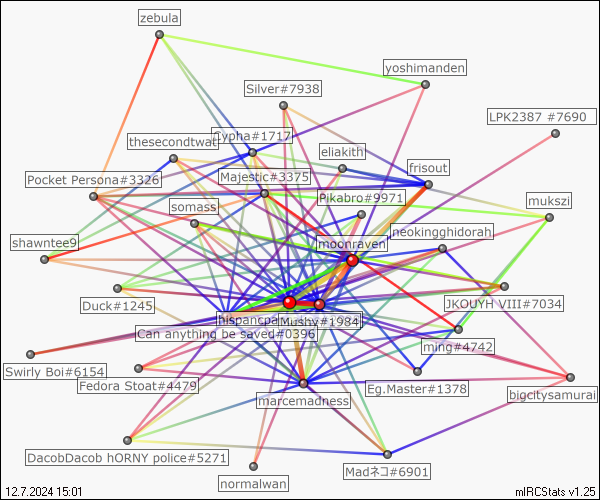 zebula
yoshimanden
Silver#7938
LPK2387 #7690
Cypha#1717
thesecondtwat
eliakith
frisout
Majestic#3375
Pocket Persona#3326
Pikabro#9971
mukszi
somass
neokingghidorah
moonraven
shawntee9
Duck#1245
JKOUYH VIII#7034
Mushy#1984
Can anything be saved#0396
ming#4742
Swirly Boi#6154
Fedora Stoat#4479
Eg.Master#1378
bigcitysamurai
marcemadness
DacobDacob hORNY police#5271
Madネコ#6901
normalwan
12.7.2024 15:01
mIRCStats v1.25